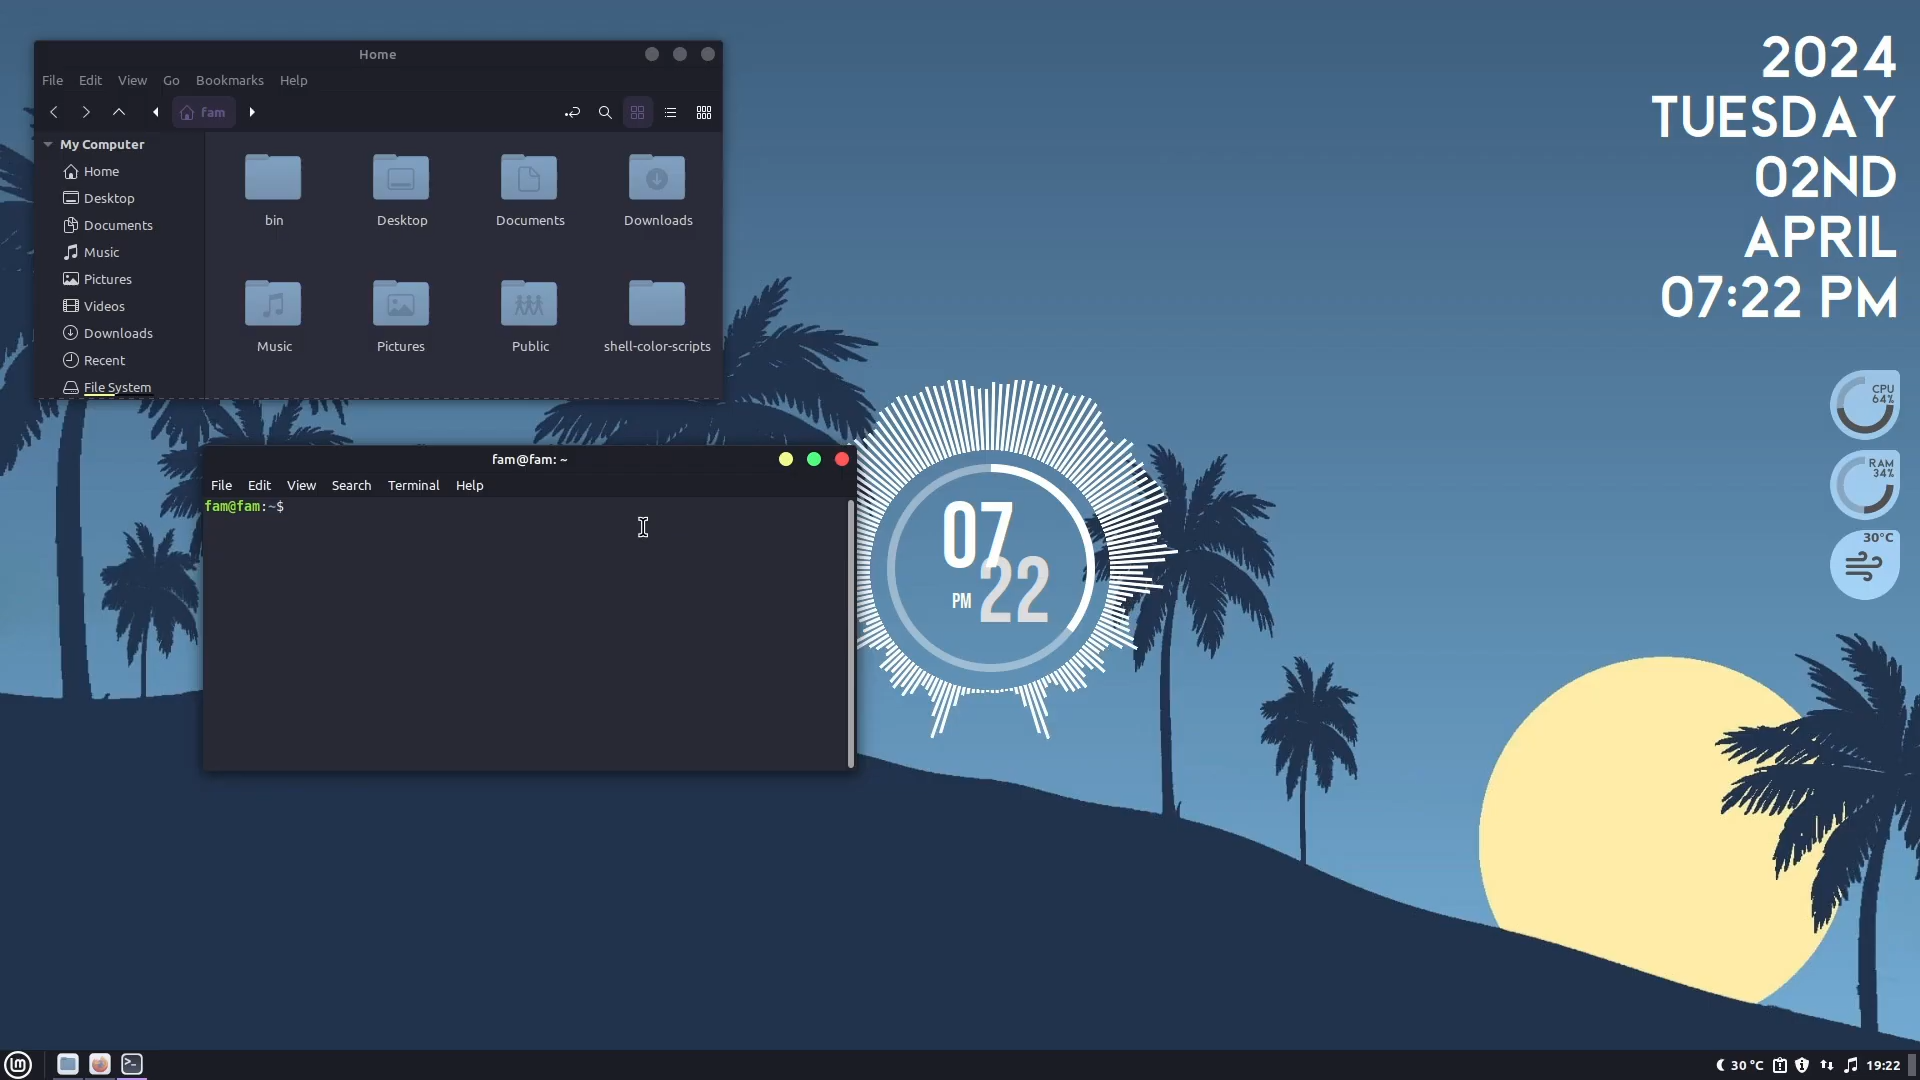 Home
File Edit View Go Bookmarks Help
fam
My Computer
Home
Desktop
Documents
Music
Pictures
Videos
Downloads
Recent
File System
bin Desktop Documents Downloads
Music Pictures Public shell-color-scripts
fam@fam: ~
File Edit View Search Terminal Help
fam@fam:~$
07
22
PM
2024
TUESDAY
02ND
APRIL
07:22 PM
CPU
64%
RAM
34%
30°C
30 °C 19:22